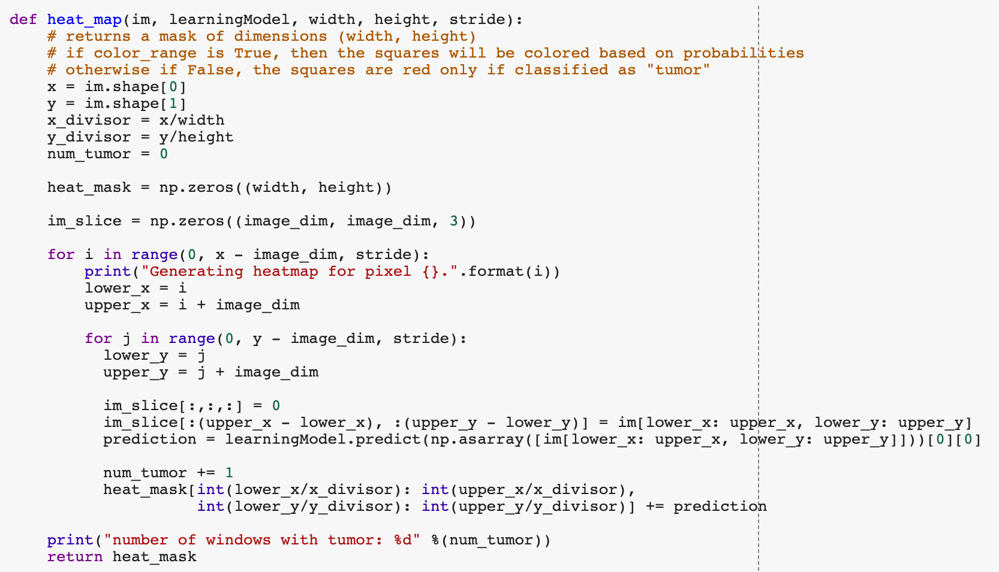 def heat_map(im, learningModel, width, height, stride):
    # returns a mask of dimensions (width, height)
    # if color_range is True, then the squares will be colored based on probabilities
    # otherwise if False, the squares are red only if classified as "tumor"
    x = im.shape[0]
    y = im.shape[1]
    x_divisor = x/width
    y_divisor = y/height
    num_tumor = 0

    heat_mask = np.zeros((width, height))

    im_slice = np.zeros((image_dim, image_dim, 3))

    for i in range(0, x - image_dim, stride):
        print("Generating heatmap for pixel {}.".format(i))
        lower_x = i
        upper_x = i + image_dim

        for j in range(0, y - image_dim, stride):
          lower_y = j
          upper_y = j + image_dim

          im_slice[:,:,:] = 0
          im_slice[:(upper_x - lower_x), :(upper_y - lower_y)] = im[lower_x: upper_x, lower_y: upper_y]
          prediction = learningModel.predict(np.asarray([im[lower_x: upper_x, lower_y: upper_y]]))[0][0]

          num_tumor += 1
          heat_mask[int(lower_x/x_divisor): int(upper_x/x_divisor),
                    int(lower_y/y_divisor): int(upper_y/y_divisor)] += prediction

    print("number of windows with tumor: %d" %(num_tumor))
    return heat_mask